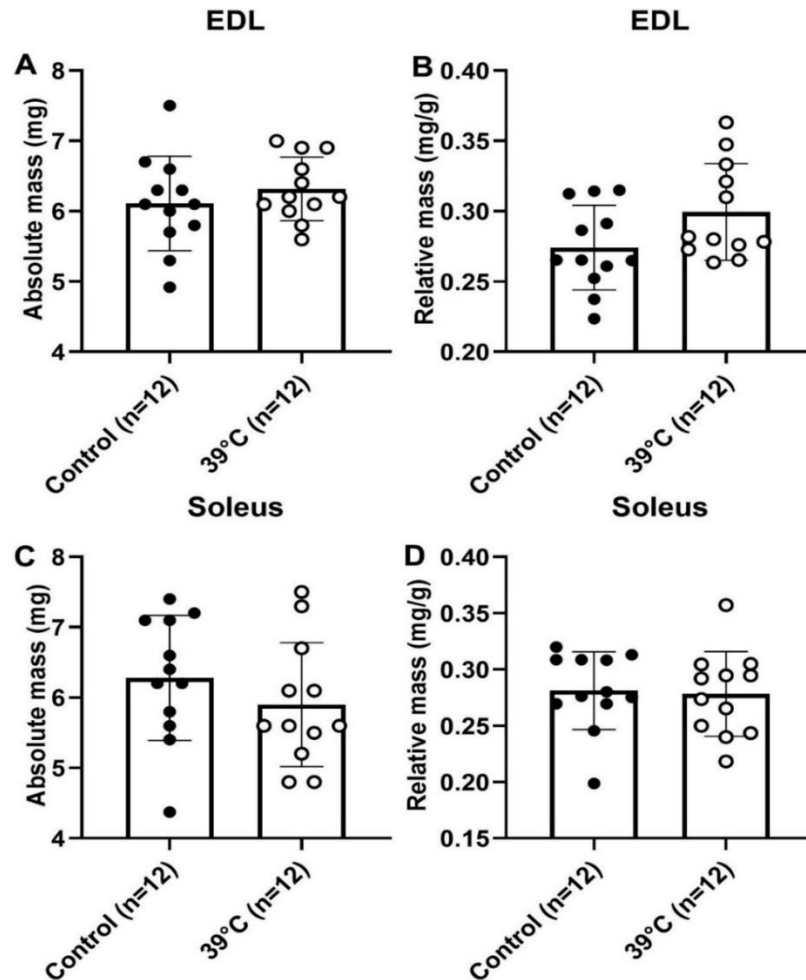 EDL
A
Absolute mass (mg)
8
7
6
5
4
Control (n=12)
39°C (n=12)
EDL
B
Relative mass (mg/g)
0.40
0.35
0.30
0.25
0.20
Control (n=12)
39°C (n=12)
Soleus
C
Absolute mass (mg)
8
7
6
5
4
Control (n=12)
39°C (n=12)
Soleus
D
Relative mass (mg/g)
0.40
0.35
0.30
0.25
0.20
0.15
Control (n=12)
39°C (n=12)